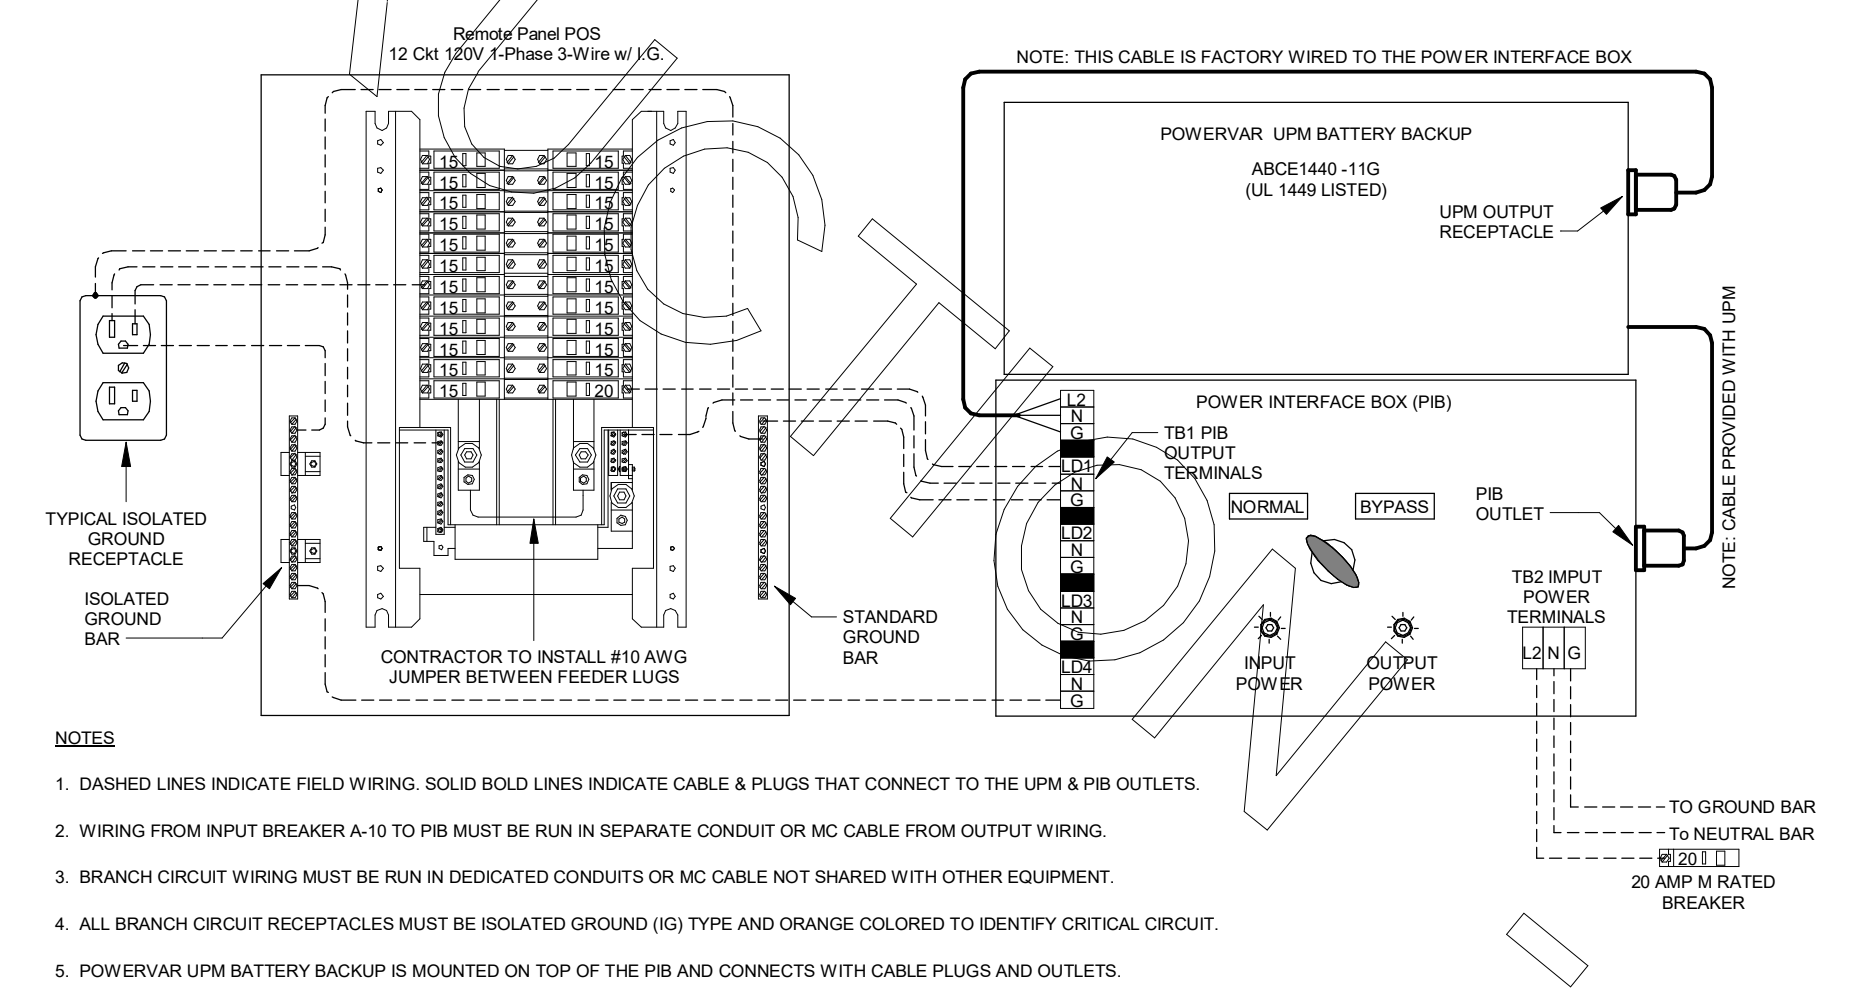 Remote Panel POS
12 Ckt 120V 1-Phase 3-Wire w/ I.G.
NOTE: THIS CABLE IS FACTORY WIRED TO THE POWER INTERFACE BOX
POWERVAR UPM BATTERY BACKUP
ABCE1440 -11G
(UL 1449 LISTED)
UPM OUTPUT
RECEPTACLE
NOTE: CABLE PROVIDED WITH UPM
15 15
15 15
15 15
15 15
15 15
15 15
15 15
15 15
15 15
15 15
15 15
15 20
TYPICAL ISOLATED
GROUND
RECEPTACLE
ISOLATED
GROUND
BAR
CONTRACTOR TO INSTALL #10 AWG
JUMPER BETWEEN FEEDER LUGS
STANDARD
GROUND
BAR
POWER INTERFACE BOX (PIB)
L2
N
G
LD1
N
G
LD2
N
G
LD3
N
G
LD4
N
G
TB1 PIB
OUTPUT
TERMINALS
NORMAL
BYPASS
PIB
OUTLET
INPUT
POWER
OUTPUT
POWER
TB2 IMPUT
POWER
TERMINALS
L2 N G
TO GROUND BAR
To NEUTRAL BAR
20
20 AMP M RATED
BREAKER
NOTES
1. DASHED LINES INDICATE FIELD WIRING. SOLID BOLD LINES INDICATE CABLE & PLUGS THAT CONNECT TO THE UPM & PIB OUTLETS.
2. WIRING FROM INPUT BREAKER A-10 TO PIB MUST BE RUN IN SEPARATE CONDUIT OR MC CABLE FROM OUTPUT WIRING.
3. BRANCH CIRCUIT WIRING MUST BE RUN IN DEDICATED CONDUITS OR MC CABLE NOT SHARED WITH OTHER EQUIPMENT.
4. ALL BRANCH CIRCUIT RECEPTACLES MUST BE ISOLATED GROUND (IG) TYPE AND ORANGE COLORED TO IDENTIFY CRITICAL CIRCUIT.
5. POWERVAR UPM BATTERY BACKUP IS MOUNTED ON TOP OF THE PIB AND CONNECTS WITH CABLE PLUGS AND OUTLETS.